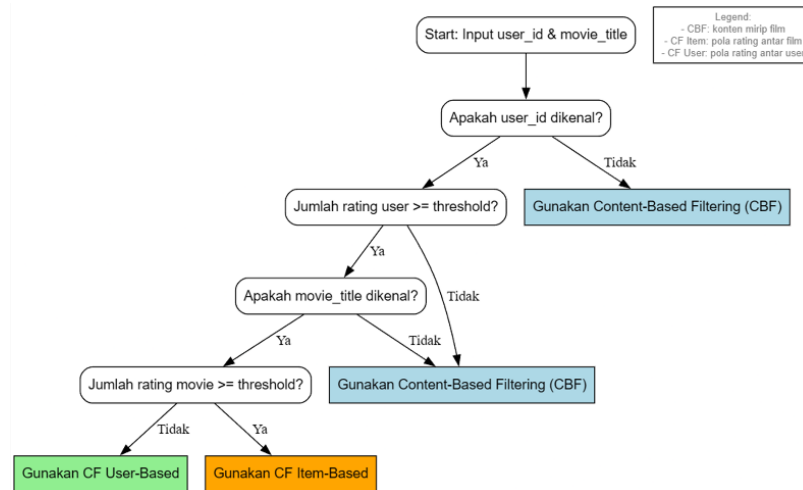 Start: Input user_id & movie_title
Legend:
- CBF: konten mirip film
- CF Item: pola rating antar film
- CF User: pola rating antar user
Apakah user_id dikenal?
Ya
Tidak
Jumlah rating user >= threshold?
Gunakan Content-Based Filtering (CBF)
Ya
Tidak
Apakah movie_title dikenal?
Ya
Tidak
Jumlah rating movie >= threshold?
Gunakan Content-Based Filtering (CBF)
Tidak
Ya
Gunakan CF User-Based
Gunakan CF Item-Based